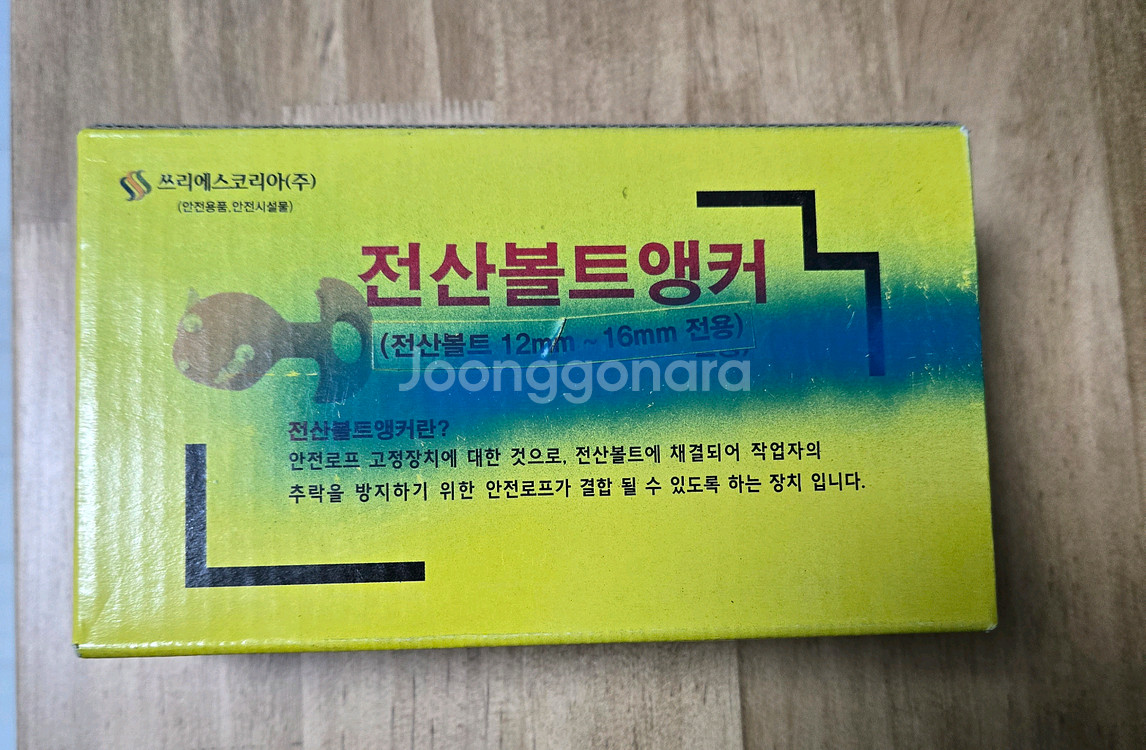 쓰리에스코리아(주)
(안전용품,안전시설물)
전산볼트앵커
(전산볼트 12mm ~ 16mm 전용)
Joonggonara
전산볼트앵커란?
안전로프 고정장치에 대한 것으로, 전산볼트에 채결되어 작업자의
추락을 방지하기 위한 안전로프가 결합 될 수 있도록 하는 장치 입니다.